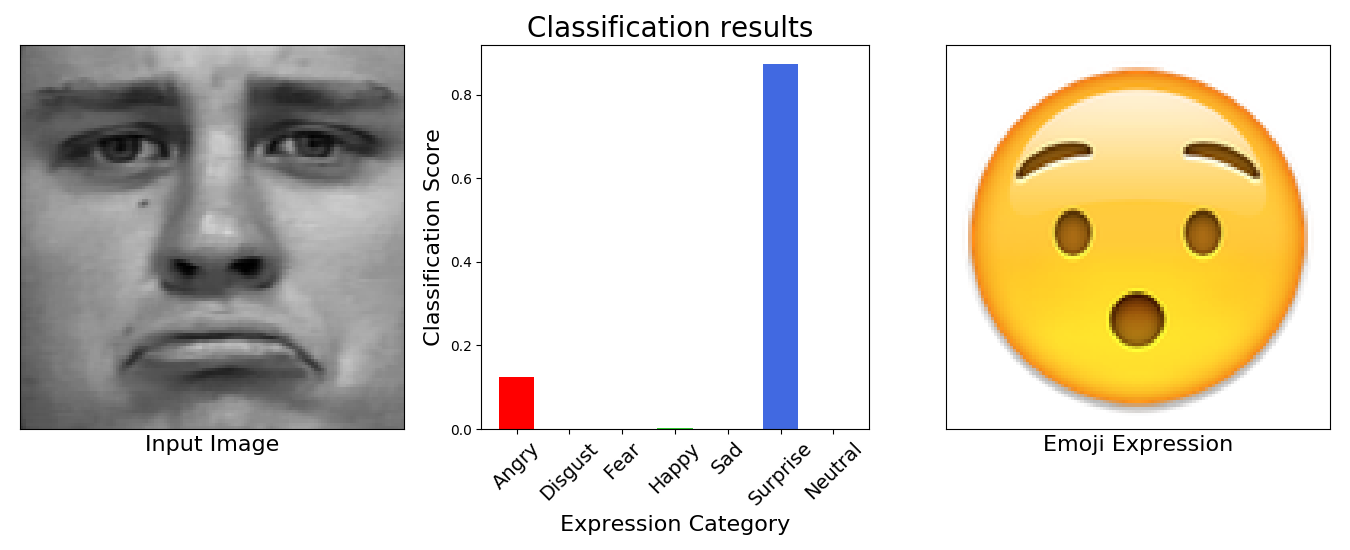 Classification results
Classification Score
0.8
0.6
0.4
0.2
0.0
Angry
Disgust
Fear
Happy
Sad
Surprise
Neutral
Expression Category
Input Image
Emoji Expression